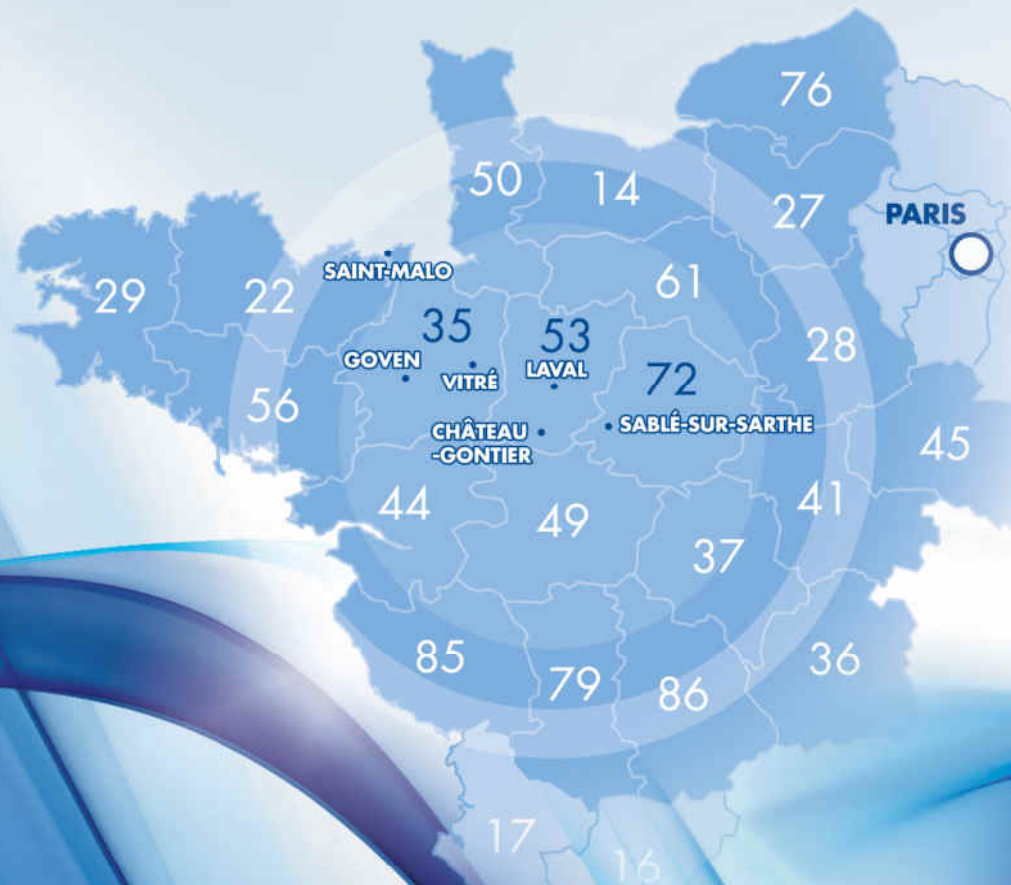 76
50
14
27
PARIS
SAINT-MALO
29
22
61
35
53
28
GOVEN
VITRÉ
LAVAL
72
56
CHÂTEAU
-GONTIER
SABLÉ-SUR-SARTHE
45
44
49
41
37
85
79
86
36
17
16